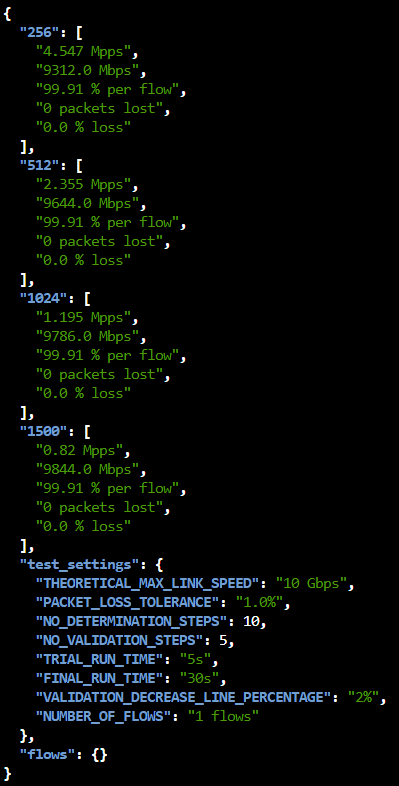 {
  "256": [
    "4.547 Mpps",
    "9312.0 Mbps",
    "99.91 % per flow",
    "0 packets lost",
    "0.0 % loss"
  ],
  "512": [
    "2.355 Mpps",
    "9644.0 Mbps",
    "99.91 % per flow",
    "0 packets lost",
    "0.0 % loss"
  ],
  "1024": [
    "1.195 Mpps",
    "9786.0 Mbps",
    "99.91 % per flow",
    "0 packets lost",
    "0.0 % loss"
  ],
  "1500": [
    "0.82 Mpps",
    "9844.0 Mbps",
    "99.91 % per flow",
    "0 packets lost",
    "0.0 % loss"
  ],
  "test_settings": {
    "THEORETICAL_MAX_LINK_SPEED": "10 Gbps",
    "PACKET_LOSS_TOLERANCE": "1.0%",
    "NO_DETERMINATION_STEPS": 10,
    "NO_VALIDATION_STEPS": 5,
    "TRIAL_RUN_TIME": "5s",
    "FINAL_RUN_TIME": "30s",
    "VALIDATION_DECREASE_LINE_PERCENTAGE": "2%",
    "NUMBER_OF_FLOWS": "1 flows"
  },
  "flows": {}
}